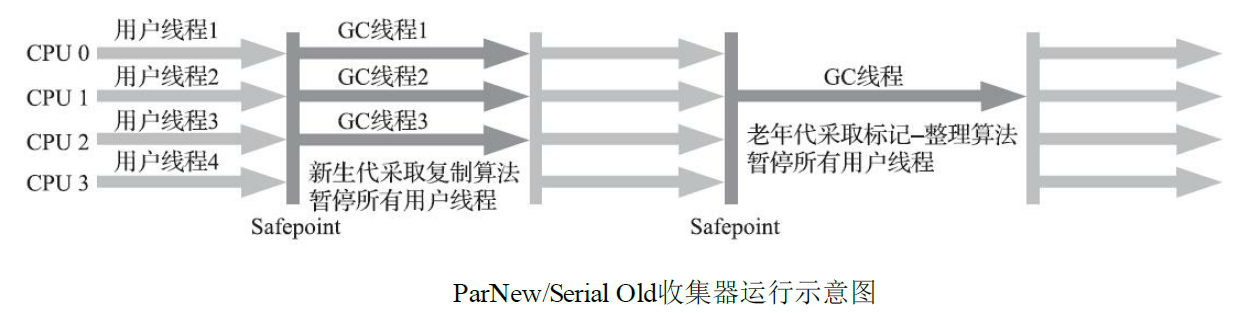 用户线程1
GC线程1
CPU 0
用户线程2
GC线程2
GC线程
CPU 1
用户线程3
GC线程3
CPU 2
用户线程4
CPU 3
新生代采取复制算法
暂停所有用户线程
老年代采取标记–整理算法
暂停所有用户线程
Safepoint
Safepoint
ParNew/Serial Old收集器运行示意图